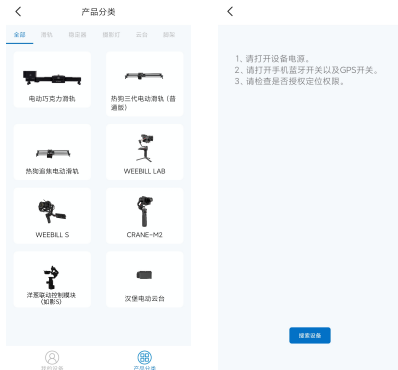 产品分类
全部 滑轨 稳定器 摄影灯 云台
电动巧克力滑轨
热狗三代电动滑轨（普
通版）
热狗追焦电动滑轨
WEEBILL LAB
WEEBILL S
CRANE-M2
洋葱联动控制模块
(如影S)
汉堡电动云台
我的设备
产品分类
1、请打开设备电源。
2、请打开手机蓝牙开关以及GPS开关。
3、请检查是否授权定位权限。
搜索设备